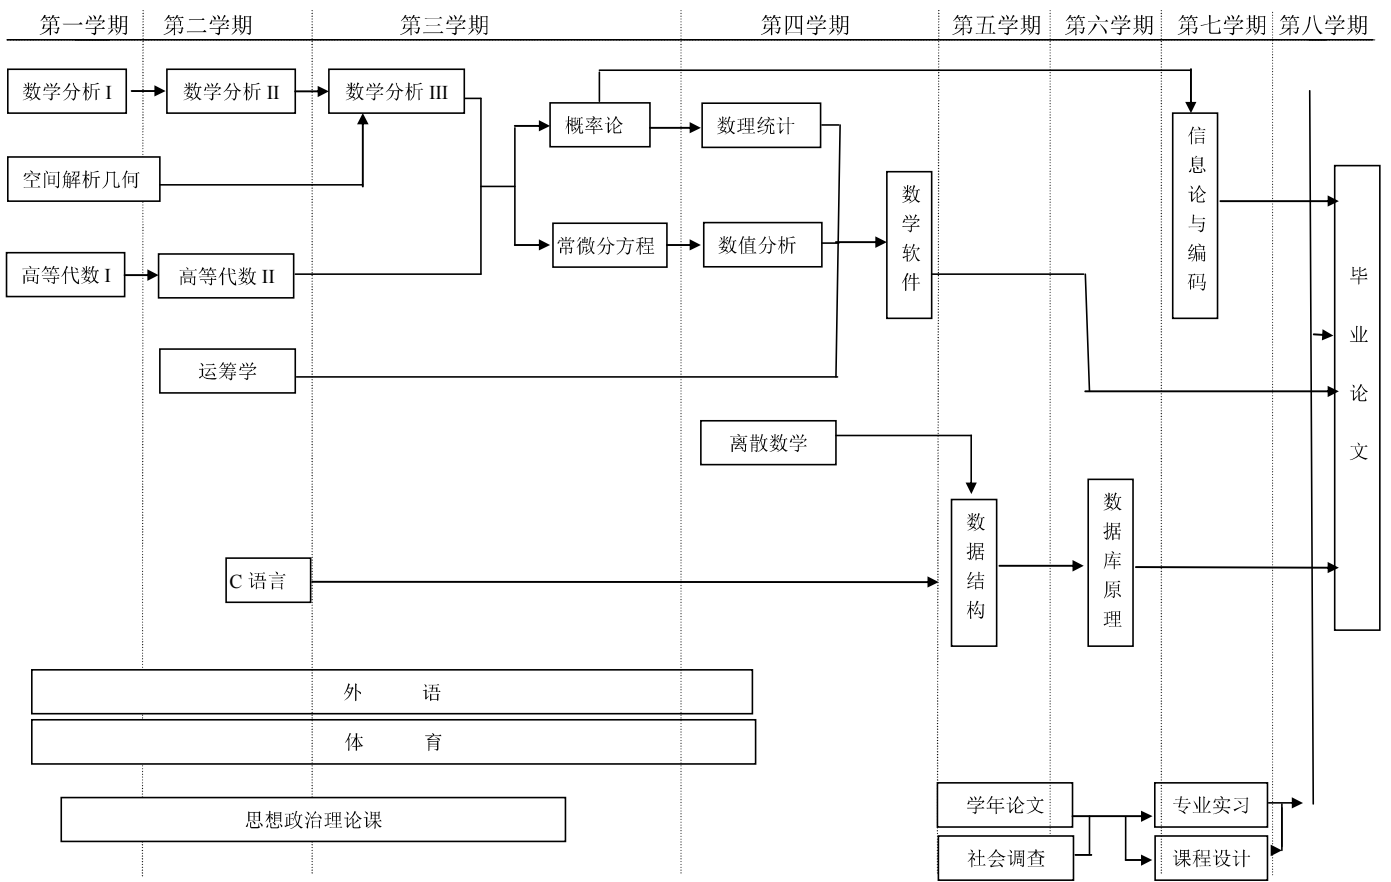 第一学期 第二学期 第三学期 第四学期 第五学期 第六学期 第七学期 第八学期
数学分析 I
数学分析 II
数学分析 III
概率论
数理统计
空间解析几何
常微分方程
数值分析
高等代数 I
高等代数 II
运筹学
数学软件
信息论与编码
毕业论文
离散数学
C 语言
数据结构
数据库原理
外 语
体 育
思想政治理论课
学年论文
专业实习
社会调查
课程设计